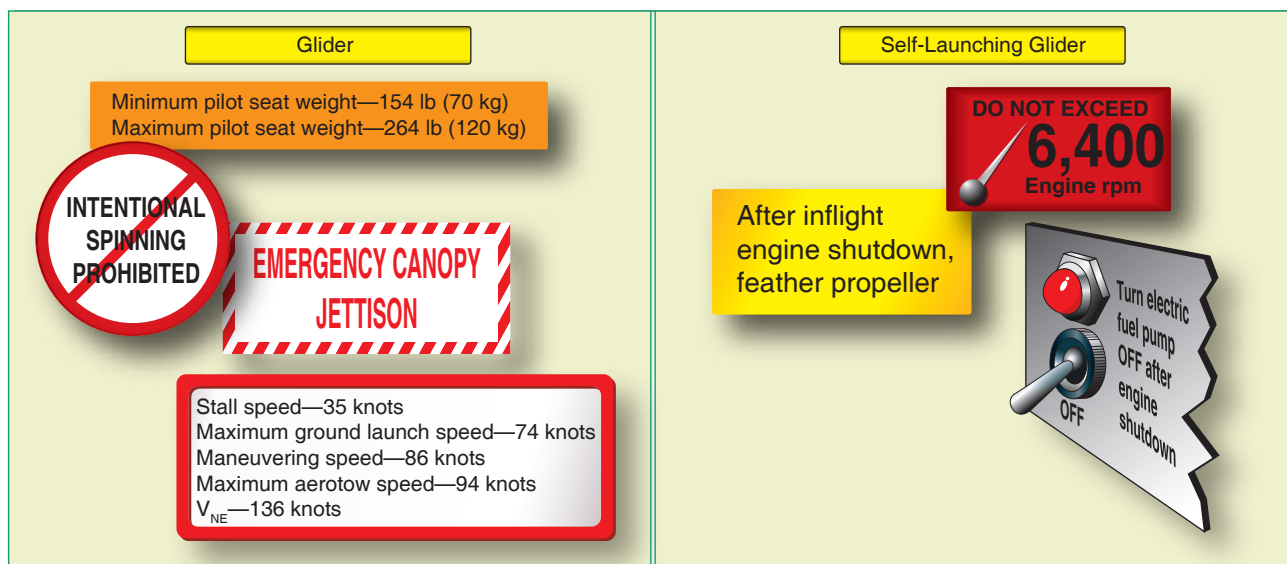 Glider
Minimum pilot seat weight—154 lb (70 kg)
Maximum pilot seat weight—264 lb (120 kg)
INTENTIONAL
SPINNING
PROHIBITED
EMERGENCY CANOPY
JETTISON
Stall speed—35 knots
Maximum ground launch speed—74 knots
Maneuvering speed—86 knots
Maximum aerotow speed—94 knots
VNE—136 knots
Self-Launching Glider
DO NOT EXCEED
6,400
Engine rpm
After inflight
engine shutdown,
feather propeller
Turn electric
fuel pump
OFF after
engine
shutdown
OFF